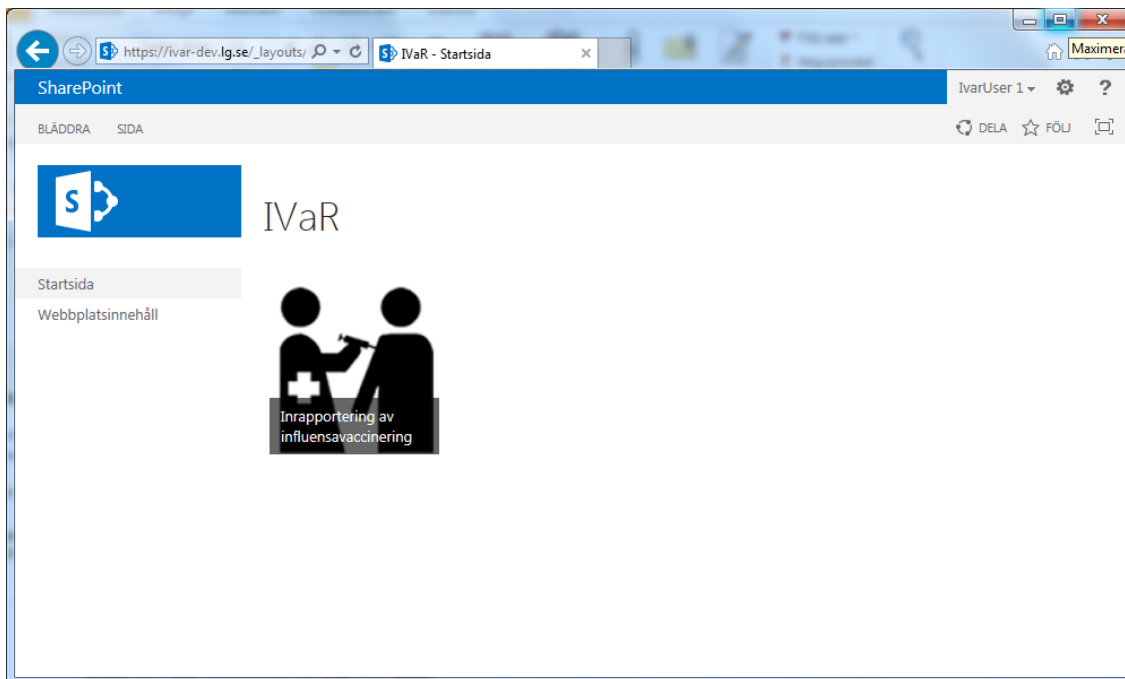 https://ivar-dev.lg.se/_layouts/
IVaR - Startsida
Maximera
SharePoint
IvarUser 1
?
BLÄDDRA SIDA
DELA FÖLJ
S
IVaR
Startsida
Webbplatsinnehåll
Inrapportering av
influensavaccinering